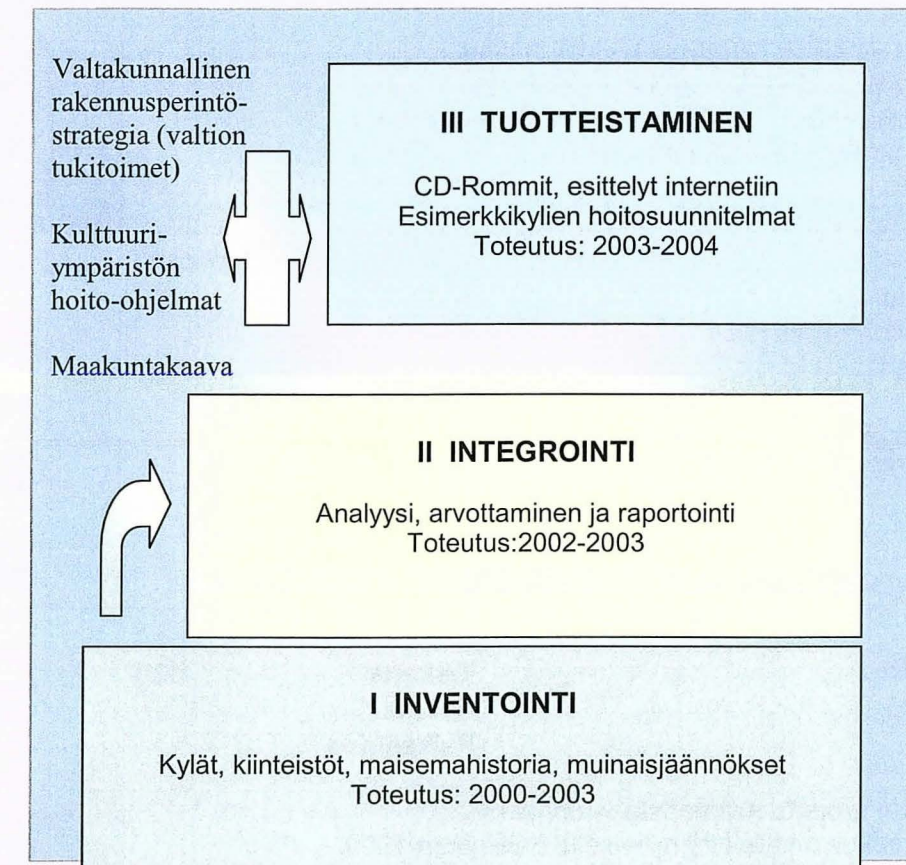 Valtakunnallinen
rakennusperintö-
strategia (valtion
tukitoimet)
Kulttuuri-
ympäristön
hoito-ohjelmat
Maakuntakaava
III TUOTTEISTAMINEN
CD-Rommit, esittelyt internetiin
Esimerkkikylien hoitosuunnitelmat
Toteutus: 2003-2004
II INTEGROINTI
Analyysi, arvottaminen ja raportointi
Toteutus:2002-2003
I INVENTOINTI
Kylät, kiinteistöt, maisemahistoria, muinaisjäännökset
Toteutus: 2000-2003